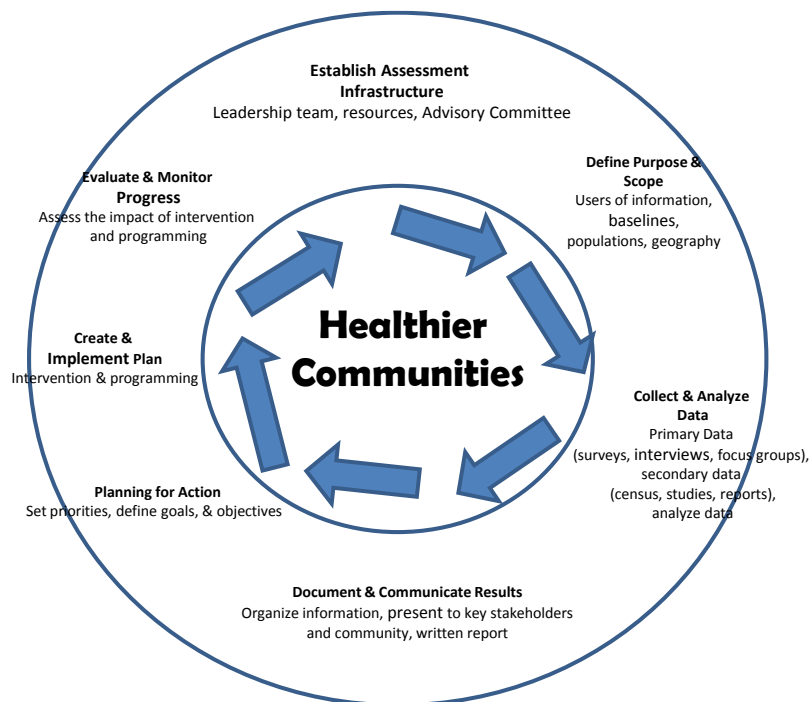 Establish Assessment
Infrastructure
Leadership team, resources, Advisory Committee
Define Purpose &
Scope
Users of information,
baselines,
populations, geography
Collect & Analyze
Data
Primary Data
(surveys, interviews, focus groups),
secondary data
(census, studies, reports),
analyze data
Document & Communicate Results
Organize information, present to key stakeholders
and community, written report
Planning for Action
Set priorities, define goals, & objectives
Create &
Implement Plan
Intervention & programming
Evaluate & Monitor
Progress
Assess the impact of intervention
and programming
Healthier
Communities